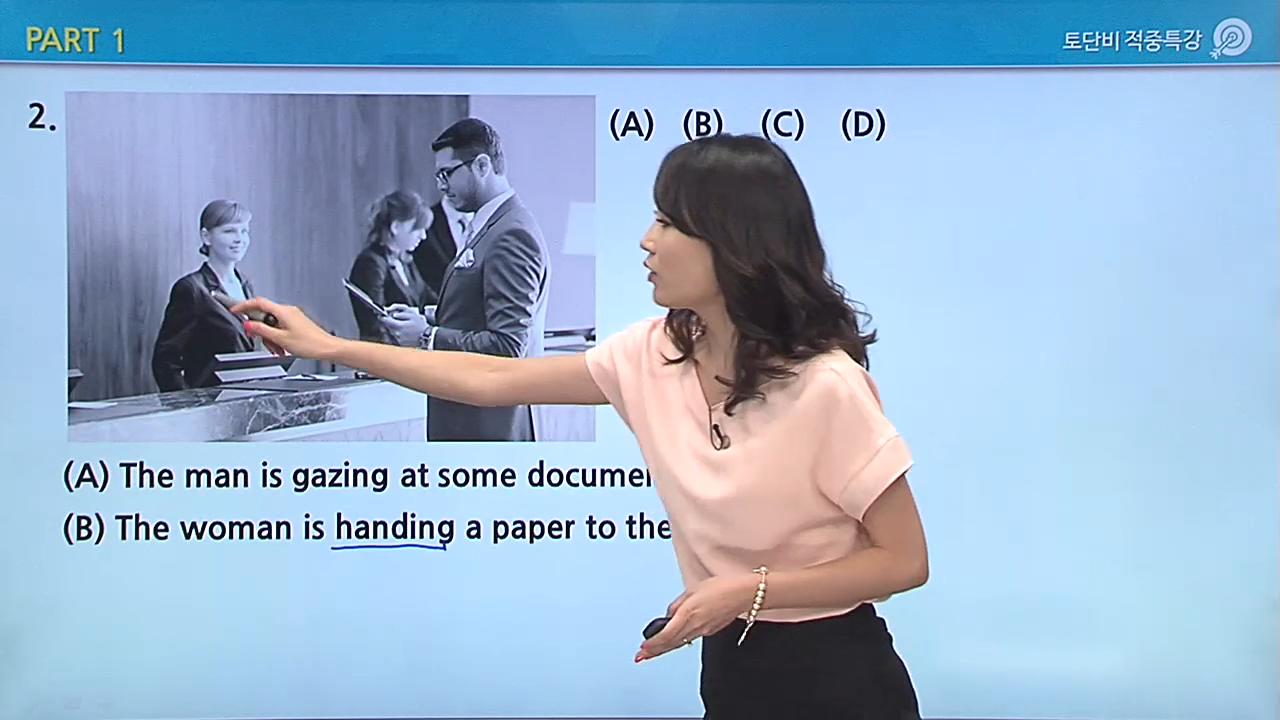 PART 1
토단비 적중특강
2.
(A) (B) (C) (D)
(A) The man is gazing at some
(B) The woman is handing a paper to the